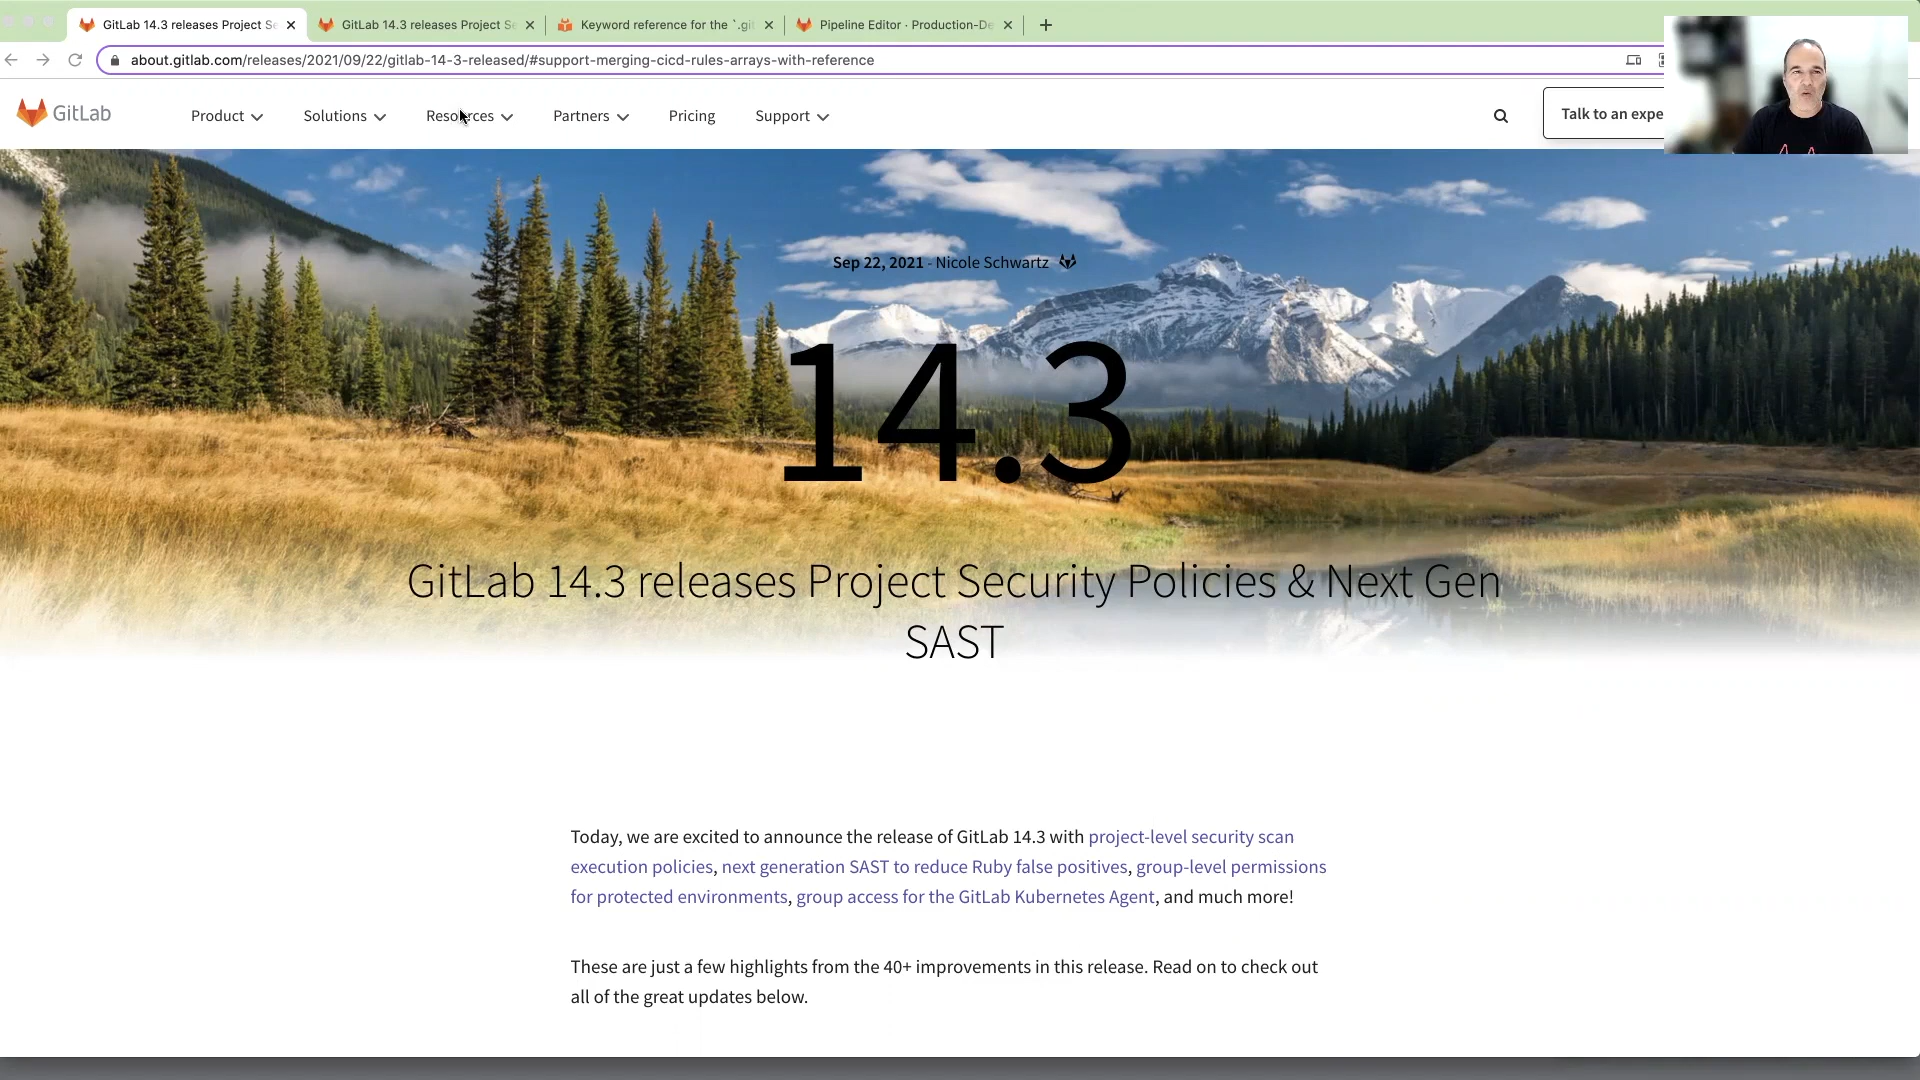 GitLab 14.3 releases Project Se
GitLab 14.3 releases Project Se
Keyword reference for the `.git
Pipeline Editor · Production-De
about.gitlab.com/releases/2021/09/22/gitlab-14-3-released/#support-merging-cicd-rules-arrays-with-reference
GitLab
Product
Solutions
Resources
Partners
Pricing
Support
Talk to an expe
Sep 22, 2021 - Nicole Schwartz
14.3
GitLab 14.3 releases Project Security Policies & Next Gen
SAST
Today, we are excited to announce the release of GitLab 14.3 with project-level security scan
execution policies, next generation SAST to reduce Ruby false positives, group-level permissions
for protected environments, group access for the GitLab Kubernetes Agent, and much more!
These are just a few highlights from the 40+ improvements in this release. Read on to check out
all of the great updates below.